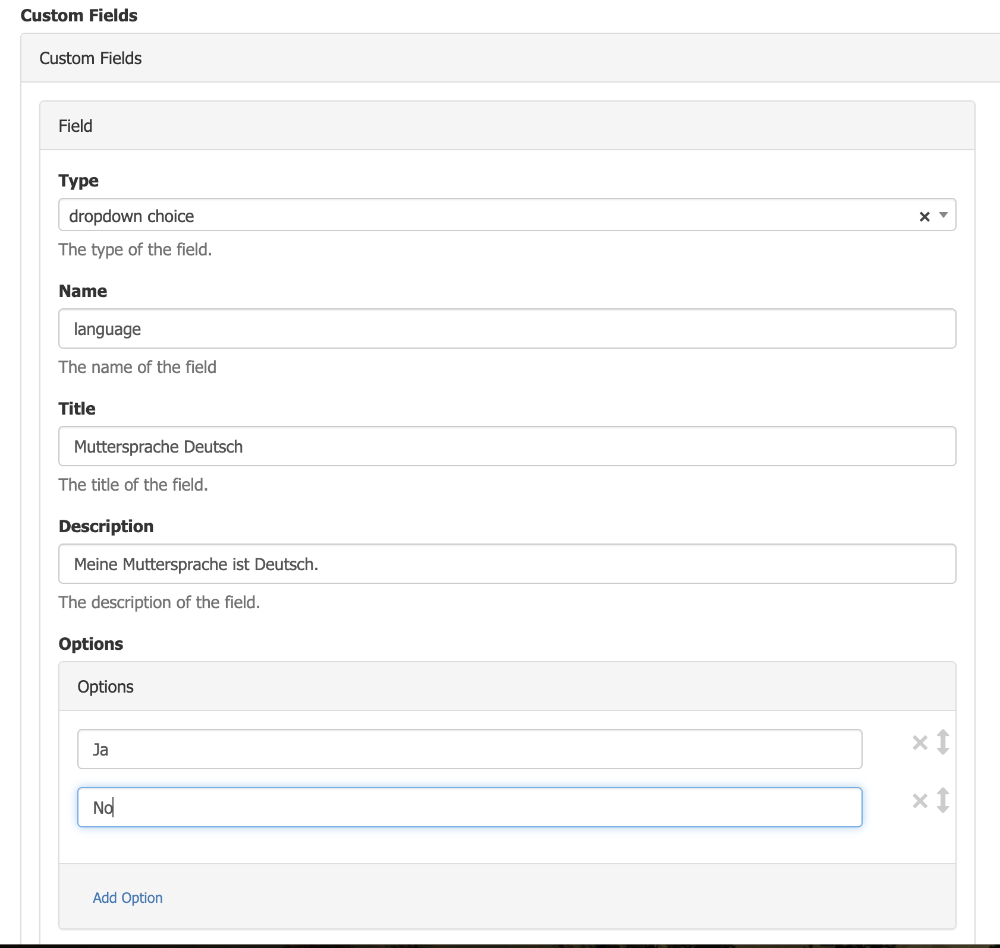 Custom Fields
Custom Fields
Field
Type
dropdown choice
The type of the field.
Name
language
The name of the field
Title
Muttersprache Deutsch
The title of the field.
Description
Meine Muttersprache ist Deutsch.
The description of the field.
Options
Options
Ja
No
Add Option